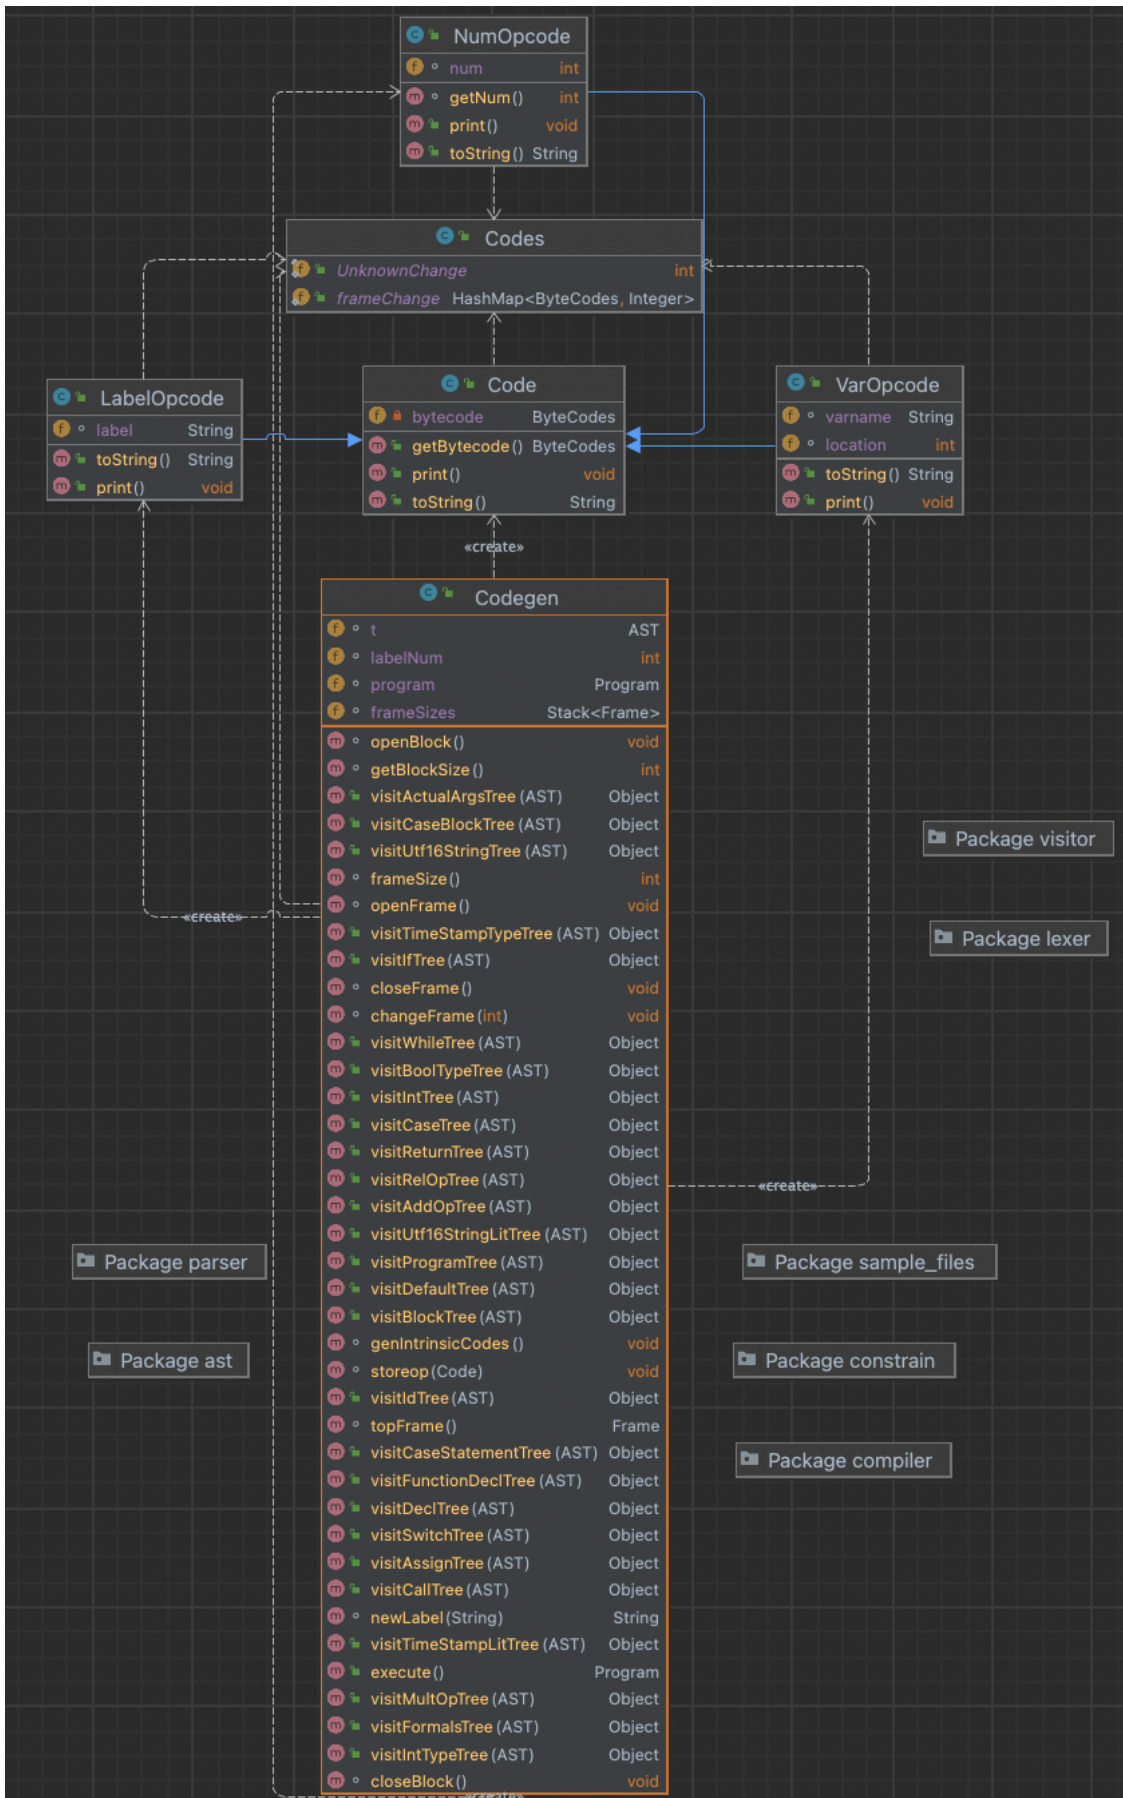 NumOpcode
num int
getNum() int
print() void
toString() String
Codes
UnknownChange int
frameChange HashMap<ByteCodes, Integer>
LabelOpcode
label String
toString() String
print() void
Code
bytecode ByteCodes
getBytecode() ByteCodes
print() void
toString() String
VarOpcode
varname String
location int
toString() String
print() void
«create»
Codegen
t AST
labelNum int
program Program
frameSizes Stack<Frame>
openBlock() void
getBlockSize() int
visitActualArgsTree(AST) Object
visitCaseBlockTree(AST) Object
visitUtf16StringTree(AST) Object
frameSize() int
openFrame() void
visitTimeStampTypeTree(AST) Object
visitIfTree(AST) Object
closeFrame() void
changeFrame(int) void
visitWhileTree(AST) Object
visitBoolTypeTree(AST) Object
visitIntTree(AST) Object
visitCaseTree(AST) Object
visitReturnTree(AST) Object
visitRelOpTree(AST) Object
visitAddOpTree(AST) Object
visitUtf16StringLitTree(AST) Object
visitProgramTree(AST) Object
visitDefaultTree(AST) Object
visitBlockTree(AST) Object
genIntrinsicCodes() void
storeop(Code) void
visitIdTree(AST) Object
topFrame() Frame
visitCaseStatementTree(AST) Object
visitFunctionDeclTree(AST) Object
visitDeclTree(AST) Object
visitSwitchTree(AST) Object
visitAssignTree(AST) Object
visitCallTree(AST) Object
newLabel(String) String
visitTimeStampLitTree(AST) Object
execute() Program
visitMultOpTree(AST) Object
visitFormalsTree(AST) Object
visitIntTypeTree(AST) Object
closeBlock() void
«create»
«create»
Package visitor
Package lexer
Package parser
Package ast
Package sample_files
Package constrain
Package compiler